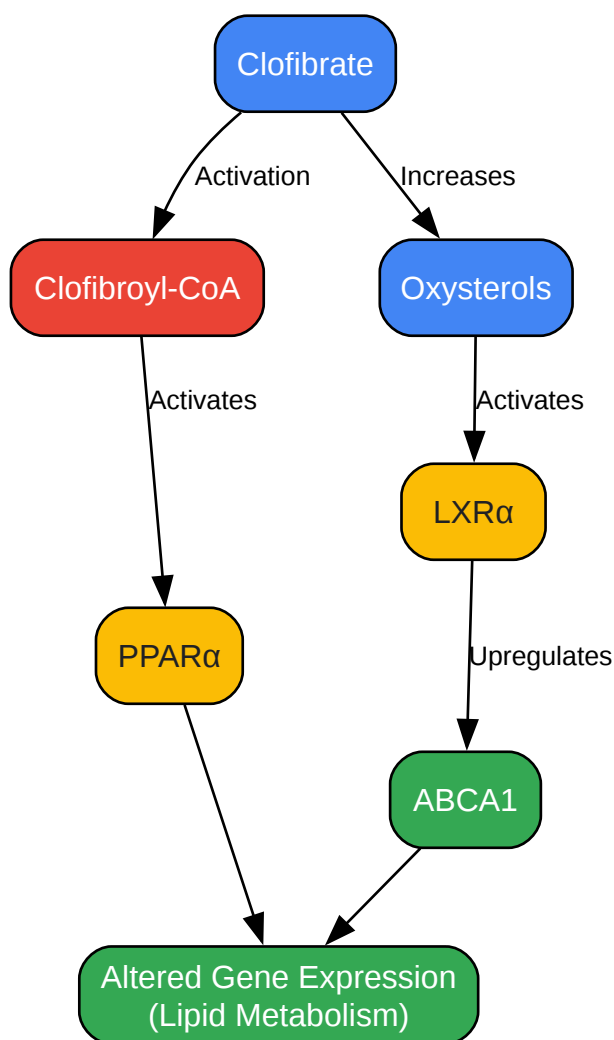 Clofibrate
Activation
Increases
Clofibroyl-CoA
Oxysterols
Activates
Activates
LXRα
PPARα
Upregulates
ABCA1
Altered Gene Expression
(Lipid Metabolism)